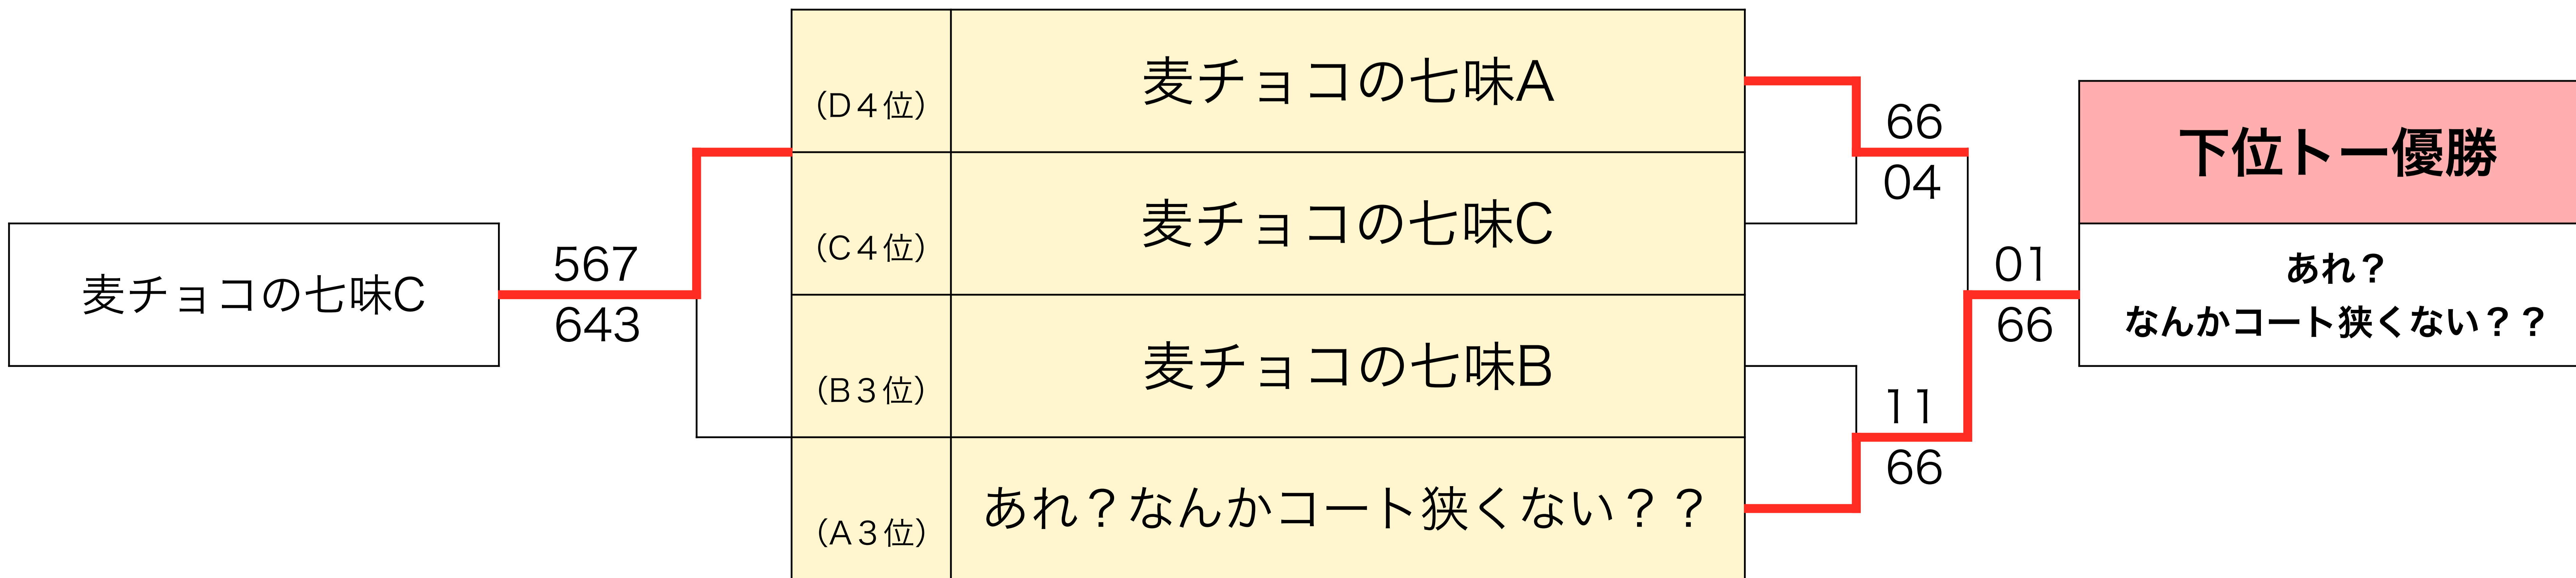 麦チョコの七味C
567
643
(D4位)
麦チョコの七味A
(C4位)
麦チョコの七味C
(B3位)
麦チョコの七味B
(A3位)
あれ？なんかコート狭くない？？
66
04
11
66
01
66
下位トー優勝
あれ？
なんかコート狭くない？？